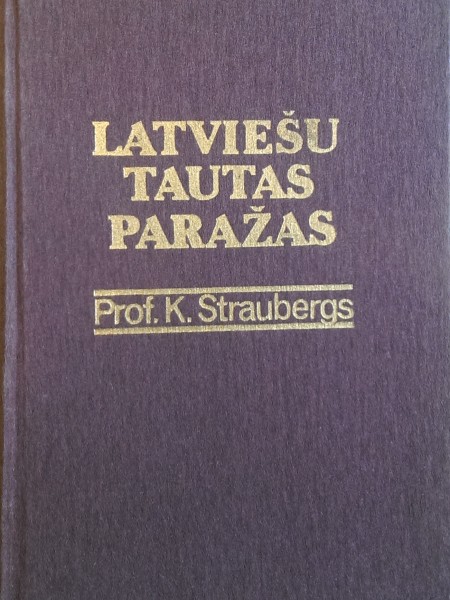 LATVIEŠU
TAUTAS
PARAŽAS
Prof. K. Straubergs